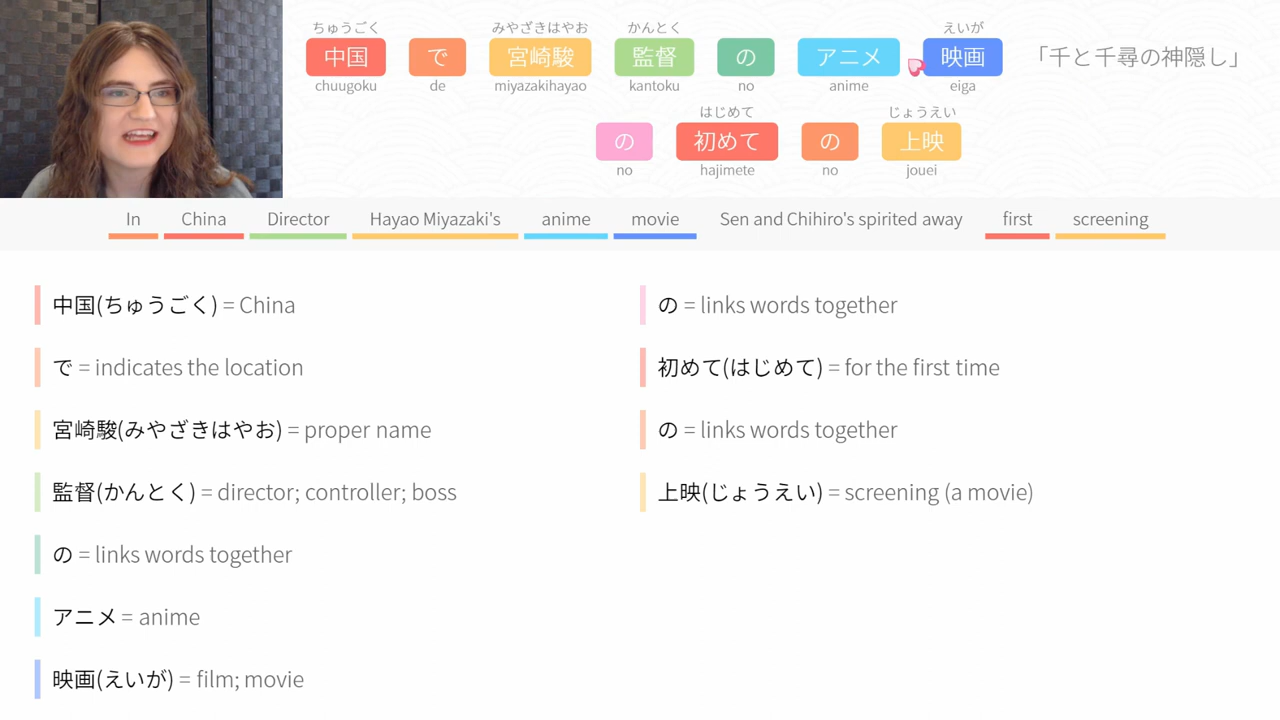 ちゅうごく みやざきはやお かんとく えいが
中国 で 宮崎駿 監督 の アニメ 映画 「千と千尋の神隠し」
chuugoku de miyazakihayao kantoku no anime eiga
はじめて じょうえい
の 初めて の 上映
no hajimete no jouei
In China Director Hayao Miyazaki's anime movie Sen and Chihiro's spirited away first screening
中国(ちゅうごく) = China
で = indicates the location
宮崎駿(みやざきはやお) = proper name
監督(かんとく) = director; controller; boss
の = links words together
アニメ = anime
映画(えいが) = film; movie
の = links words together
初めて(はじめて) = for the first time
の = links words together
上映(じょうえい) = screening (a movie)